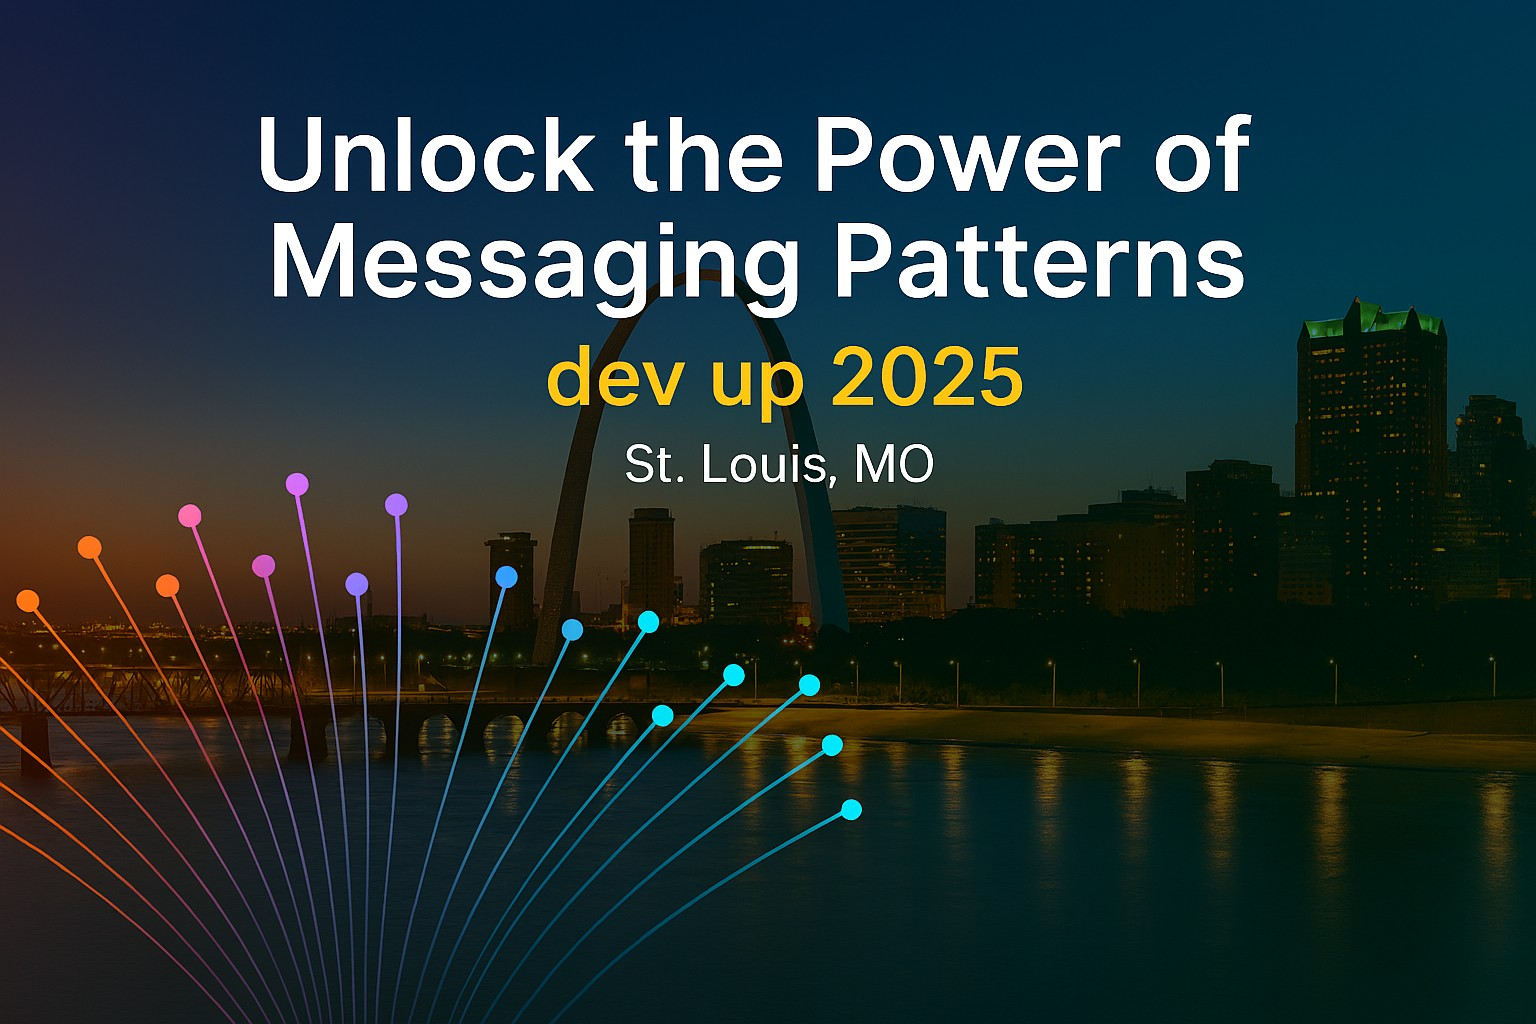 Unlock the Power of
Messaging Patterns
dev up 2025
St. Louis, MO